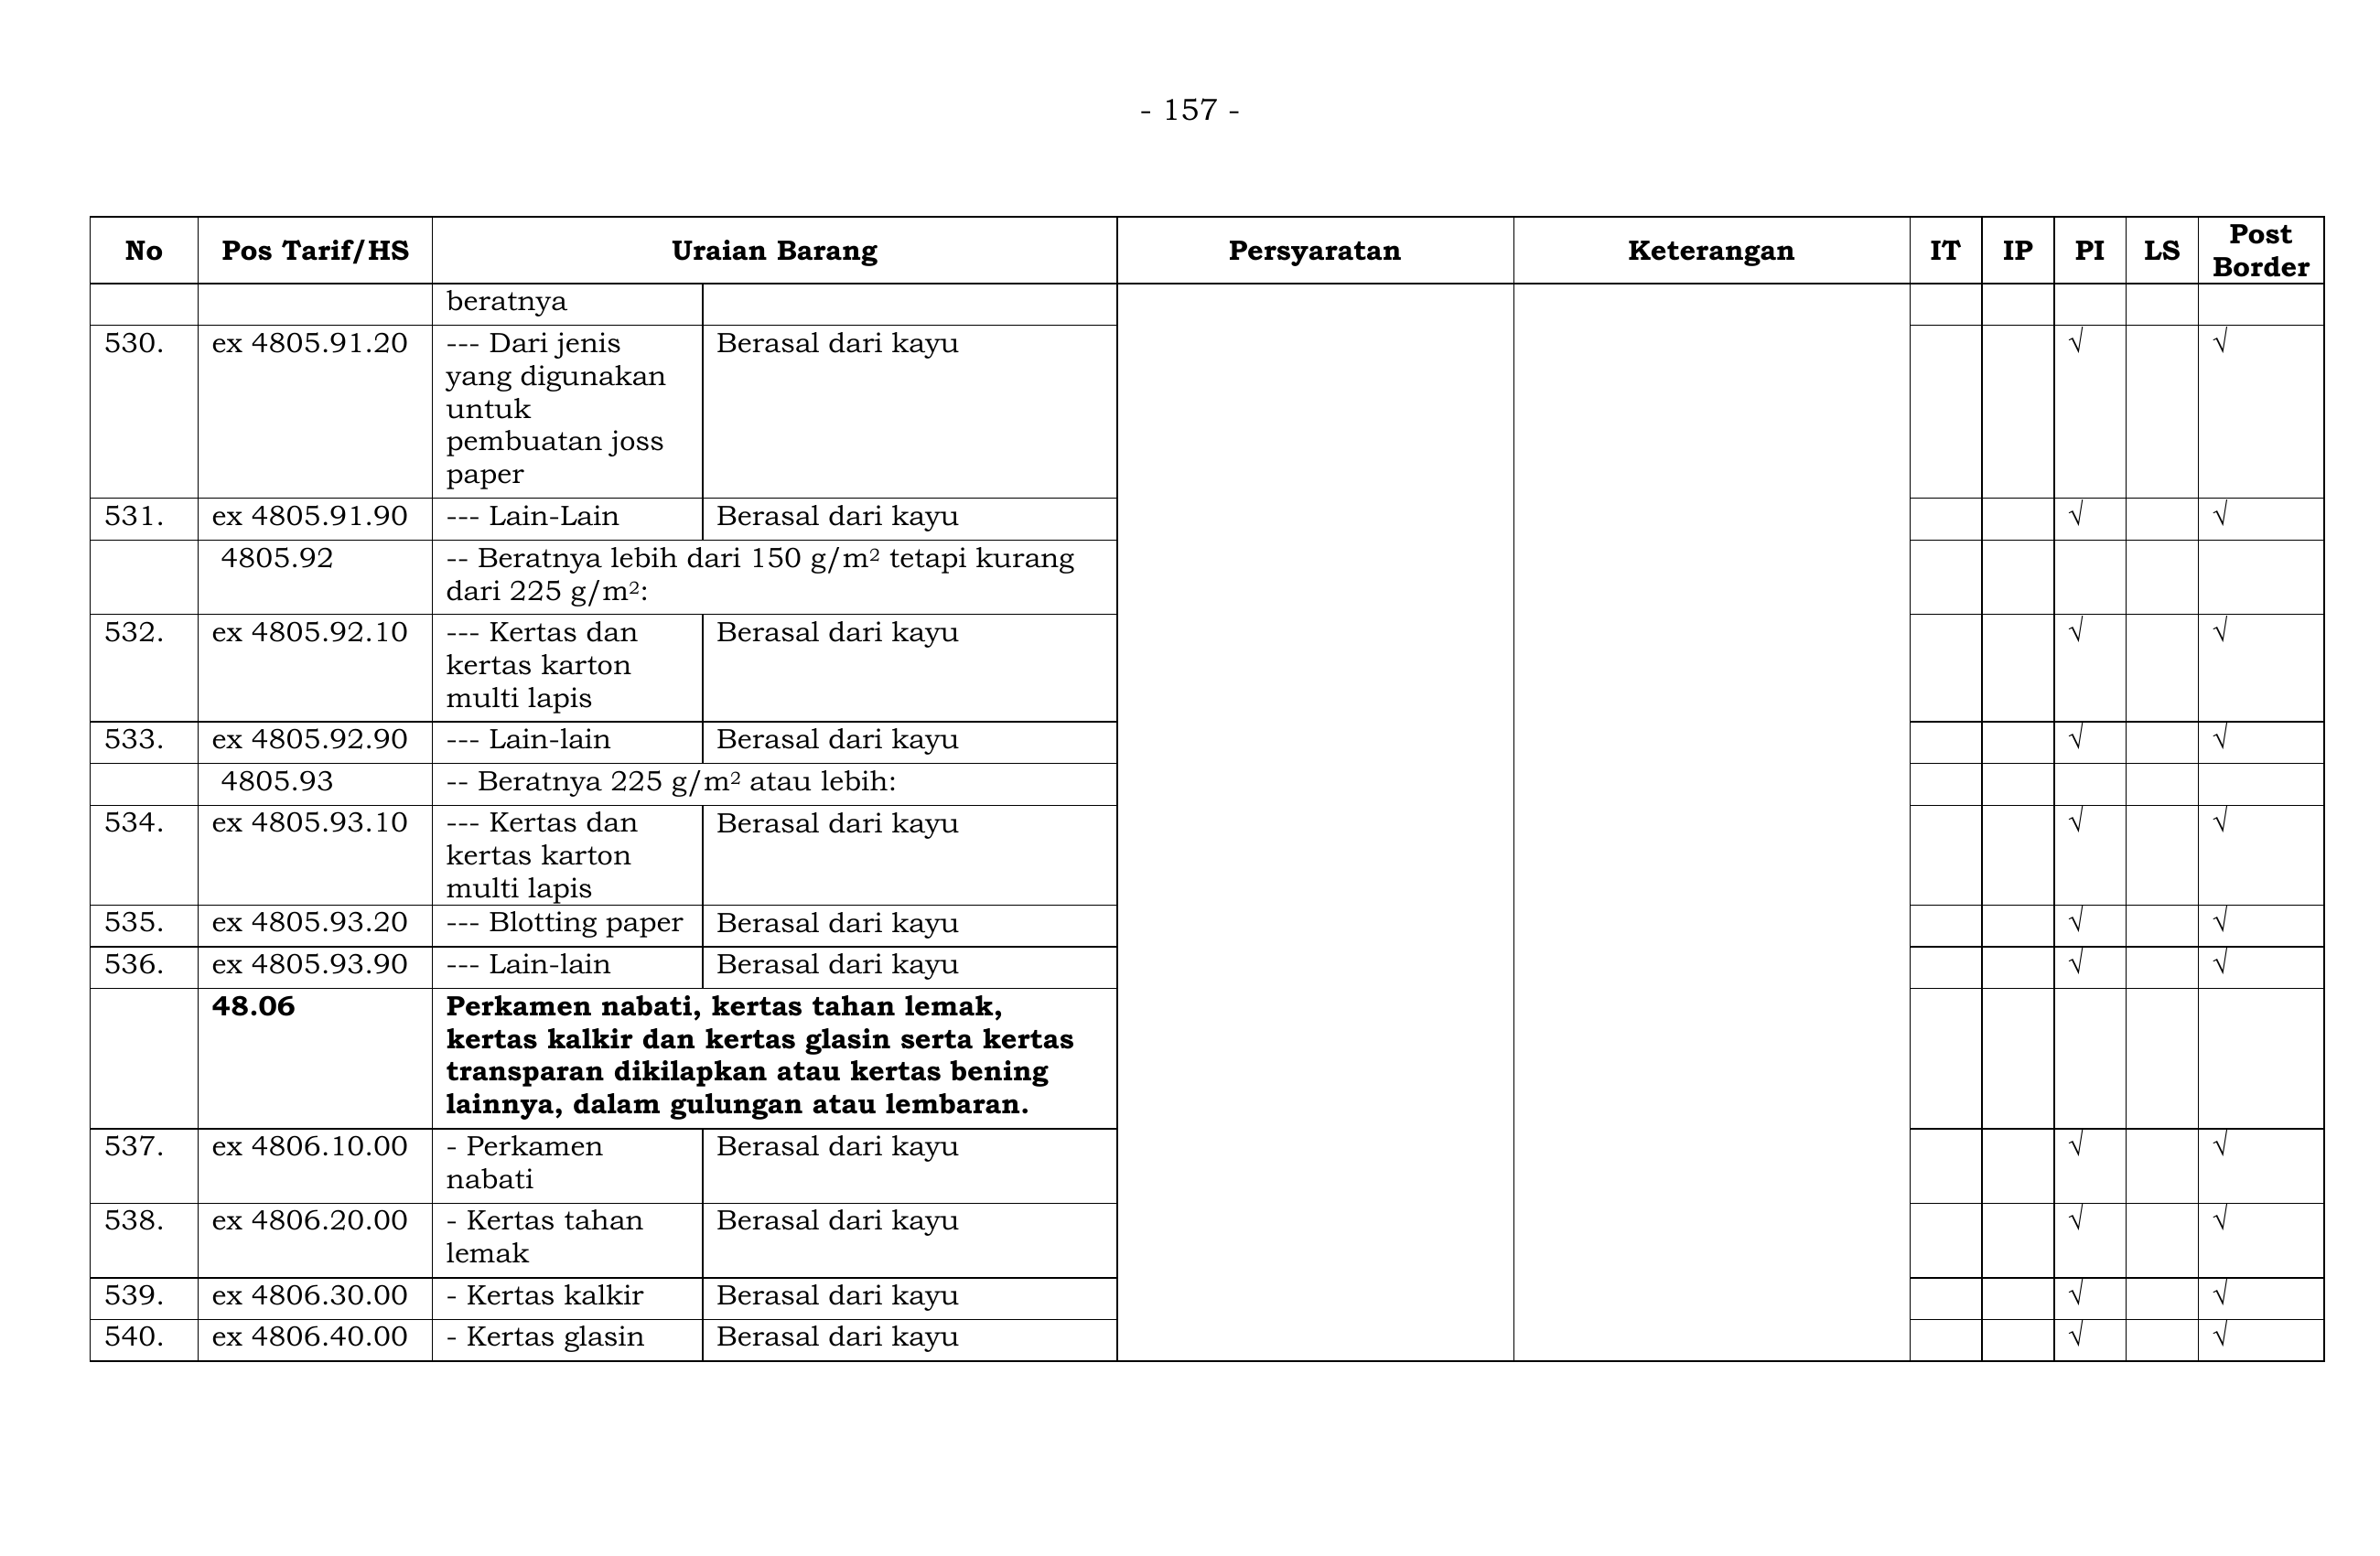 - 157 -
No Pos Tarif/HS Uraian Barang Persyaratan Keterangan IT IP PI LS Post Border
beratnya
530. ex 4805.91.20 --- Dari jenis Berasal dari kayu √ √
yang digunakan
untuk
pembuatan joss
paper
531. ex 4805.91.90 --- Lain-Lain Berasal dari kayu √ √
4805.92 -- Beratnya lebih dari 150 g/m² tetapi kurang
dari 225 g/m²:
532. ex 4805.92.10 --- Kertas dan Berasal dari kayu √ √
kertas karton
multi lapis
533. ex 4805.92.90 --- Lain-lain Berasal dari kayu √ √
4805.93 -- Beratnya 225 g/m² atau lebih:
534. ex 4805.93.10 --- Kertas dan Berasal dari kayu √ √
kertas karton
multi lapis
535. ex 4805.93.20 --- Blotting paper Berasal dari kayu √ √
536. ex 4805.93.90 --- Lain-lain Berasal dari kayu √ √
48.06 Perkamen nabati, kertas tahan lemak,
kertas kalkir dan kertas glasin serta kertas
transparan dikilapkan atau kertas bening
lainnya, dalam gulungan atau lembaran.
537. ex 4806.10.00 - Perkamen Berasal dari kayu √ √
nabati
538. ex 4806.20.00 - Kertas tahan Berasal dari kayu √ √
lemak
539. ex 4806.30.00 - Kertas kalkir Berasal dari kayu √ √
540. ex 4806.40.00 - Kertas glasin Berasal dari kayu √ √